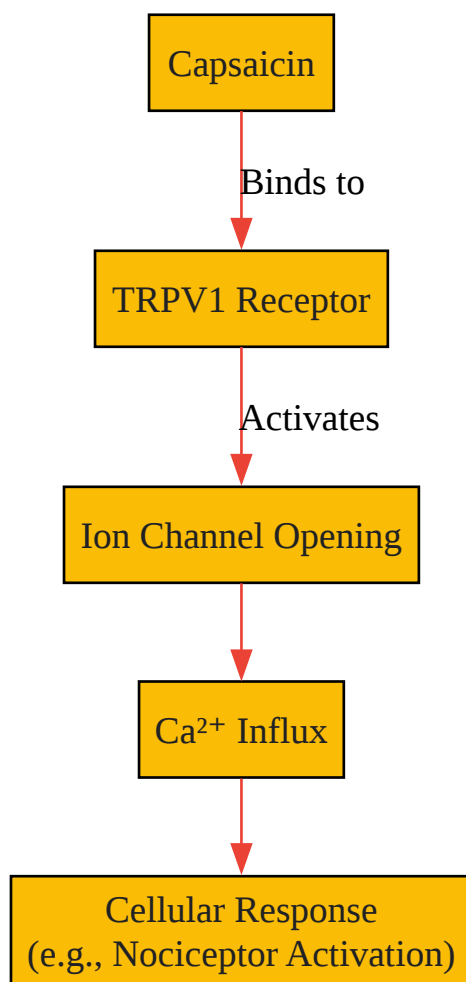 Capsaicin
Binds to
TRPV1 Receptor
Activates
Ion Channel Opening
Ca²⁺ Influx
Cellular Response
(e.g., Nociceptor Activation)